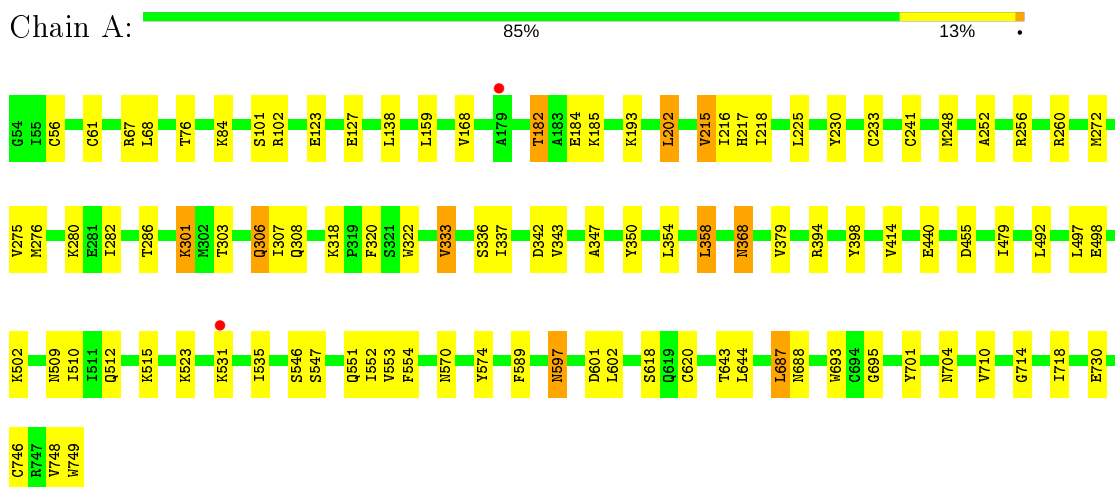 Chain A:
85% 13% •
G54 I55 C56 C61 R67 L68 T76 K84 S101 R102 E123 E127 L138 L159 V168 A179 T182 A183 E184 K185 K193 L202 V215 I216 H217 I218 L225 Y230 C233 C241 M248 A252 R256 R260 M272
V275 M276 K280 E281 I282 T286 K301 M302 T303 Q306 I307 Q308 K318 P319 F320 S321 W322 V333 S336 I337 D342 V343 A347 Y350 L354 L358 N368 V379 R394 Y398 V414 E440 D455 I479 L492 L497 E498
K502 N509 I510 I511 Q512 K515 K523 K531 I535 S546 S547 Q551 I552 V553 F554 N570 Y574 F589 N597 D601 L602 S618 Q619 C620 T643 L644 L687 N688 W693 C694 G695 Y701 N704 V710 G714 I718 E730
C746 R747 V748 W749